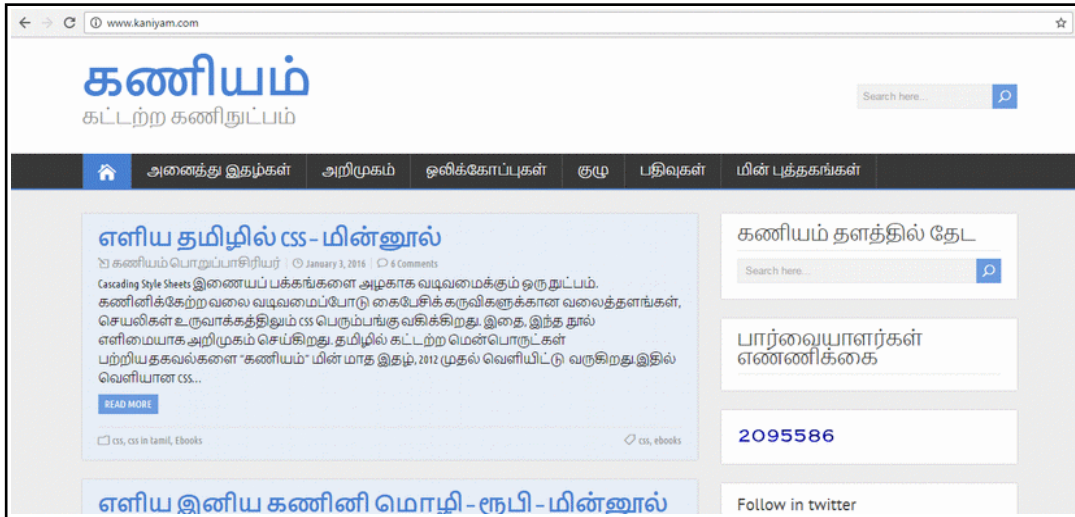 www.kaniyam.com
கணியம்
கட்டற்ற கணிநுட்பம்
Search here...
அனைத்து இதழ்கள் அறிமுகம் ஒலிக்கோப்புகள் குழு பதிவுகள் மின் புத்தகங்கள்
எளிய தமிழில் CSS – மின்னூல்
கணியம் பொறுப்பாசிரியர் January 3, 2016 6 Comments
Cascading Style Sheets இணையப் பக்கங்களை அழகாக வடிவமைக்கும் ஒரு நுட்பம்.
கணினிக்கேற்ற வலை வடிவமைப்போடு கைபேசிக் கருவிகளுக்கான வலைத்தளங்கள்,
செயலிகள் உருவாக்கத்திலும் CSS பெரும்பங்கு வகிக்கிறது. இதை, இந்த நூல்
எளிமையாக அறிமுகம் செய்கிறது. தமிழில் கட்டற்ற மென்பொருட்கள்
பற்றிய தகவல்களை “கணியம்” மின் மாத இதழ், 2012 முதல் வெளியிட்டு வருகிறது.இதில்
வெளியான CSS...
READ MORE
css, css in tamil, Ebooks
css, ebooks
எளிய இனிய கணினி மொழி – ரூபி – மின்னூல்
கணியம் தளத்தில் தேட
Search here...
பார்வையாளர்கள்
எண்ணிக்கை
2095586
Follow in twitter